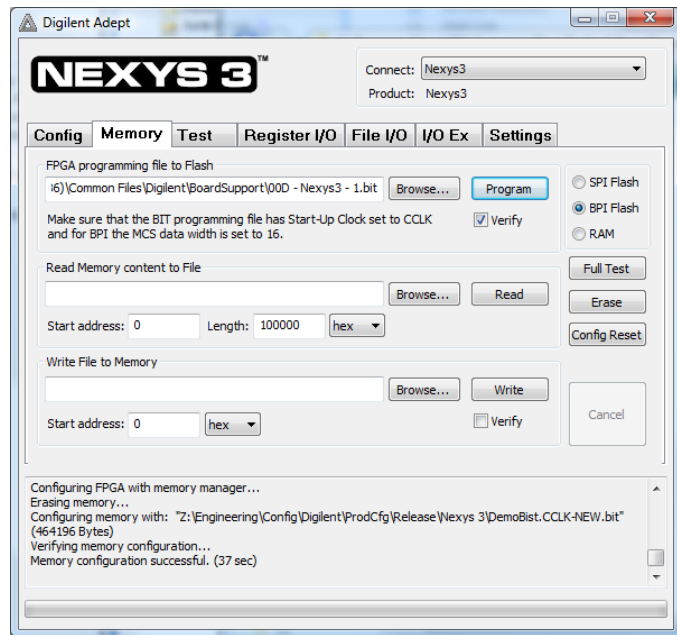 Digilent Adept
NEXYS 3™
Connect: Nexys3
Product: Nexys3
Config Memory Test Register I/O File I/O I/O Ex Settings
FPGA programming file to Flash
:6)\Common Files\Digilent\BoardSupport\00D - Nexys3 - 1.bit Browse... Program
Make sure that the BIT programming file has Start-Up Clock set to CCLK
and for BPI the MCS data width is set to 16.
Verify
SPI Flash
BPI Flash
RAM
Read Memory content to File
Browse... Read
Start address: 0 Length: 100000 hex
Full Test
Erase
Config Reset
Write File to Memory
Browse... Write
Start address: 0 hex
Verify
Cancel
Configuring FPGA with memory manager...
Erasing memory...
Configuring memory with: "Z:\Engineering\Config\Digilent\ProdCfg\Release\Nexys 3\DemoBist.CCLK-NEW.bit"
(464196 Bytes)
Verifying memory configuration...
Memory configuration successful. (37 sec)